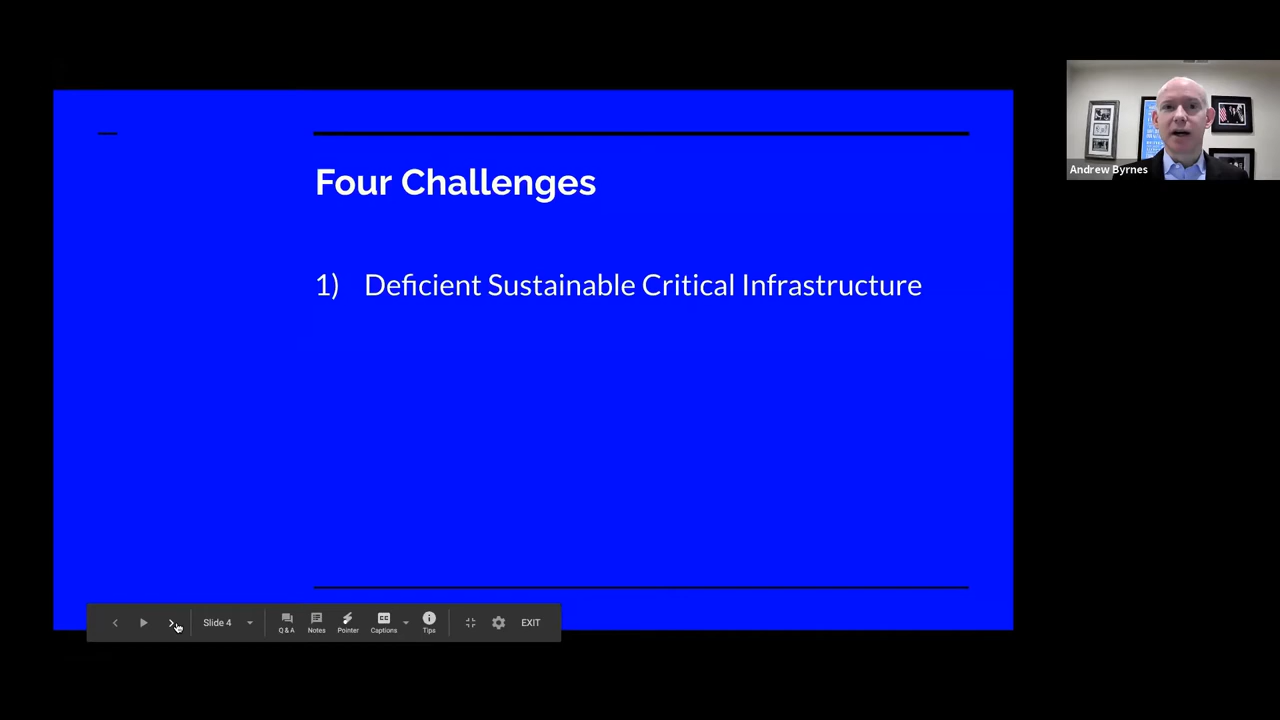 Four Challenges
1) Deficient Sustainable Critical Infrastructure
Andrew Byrnes
Slide 4
Q & A
Notes
Pointer
Captions
Tips
EXIT